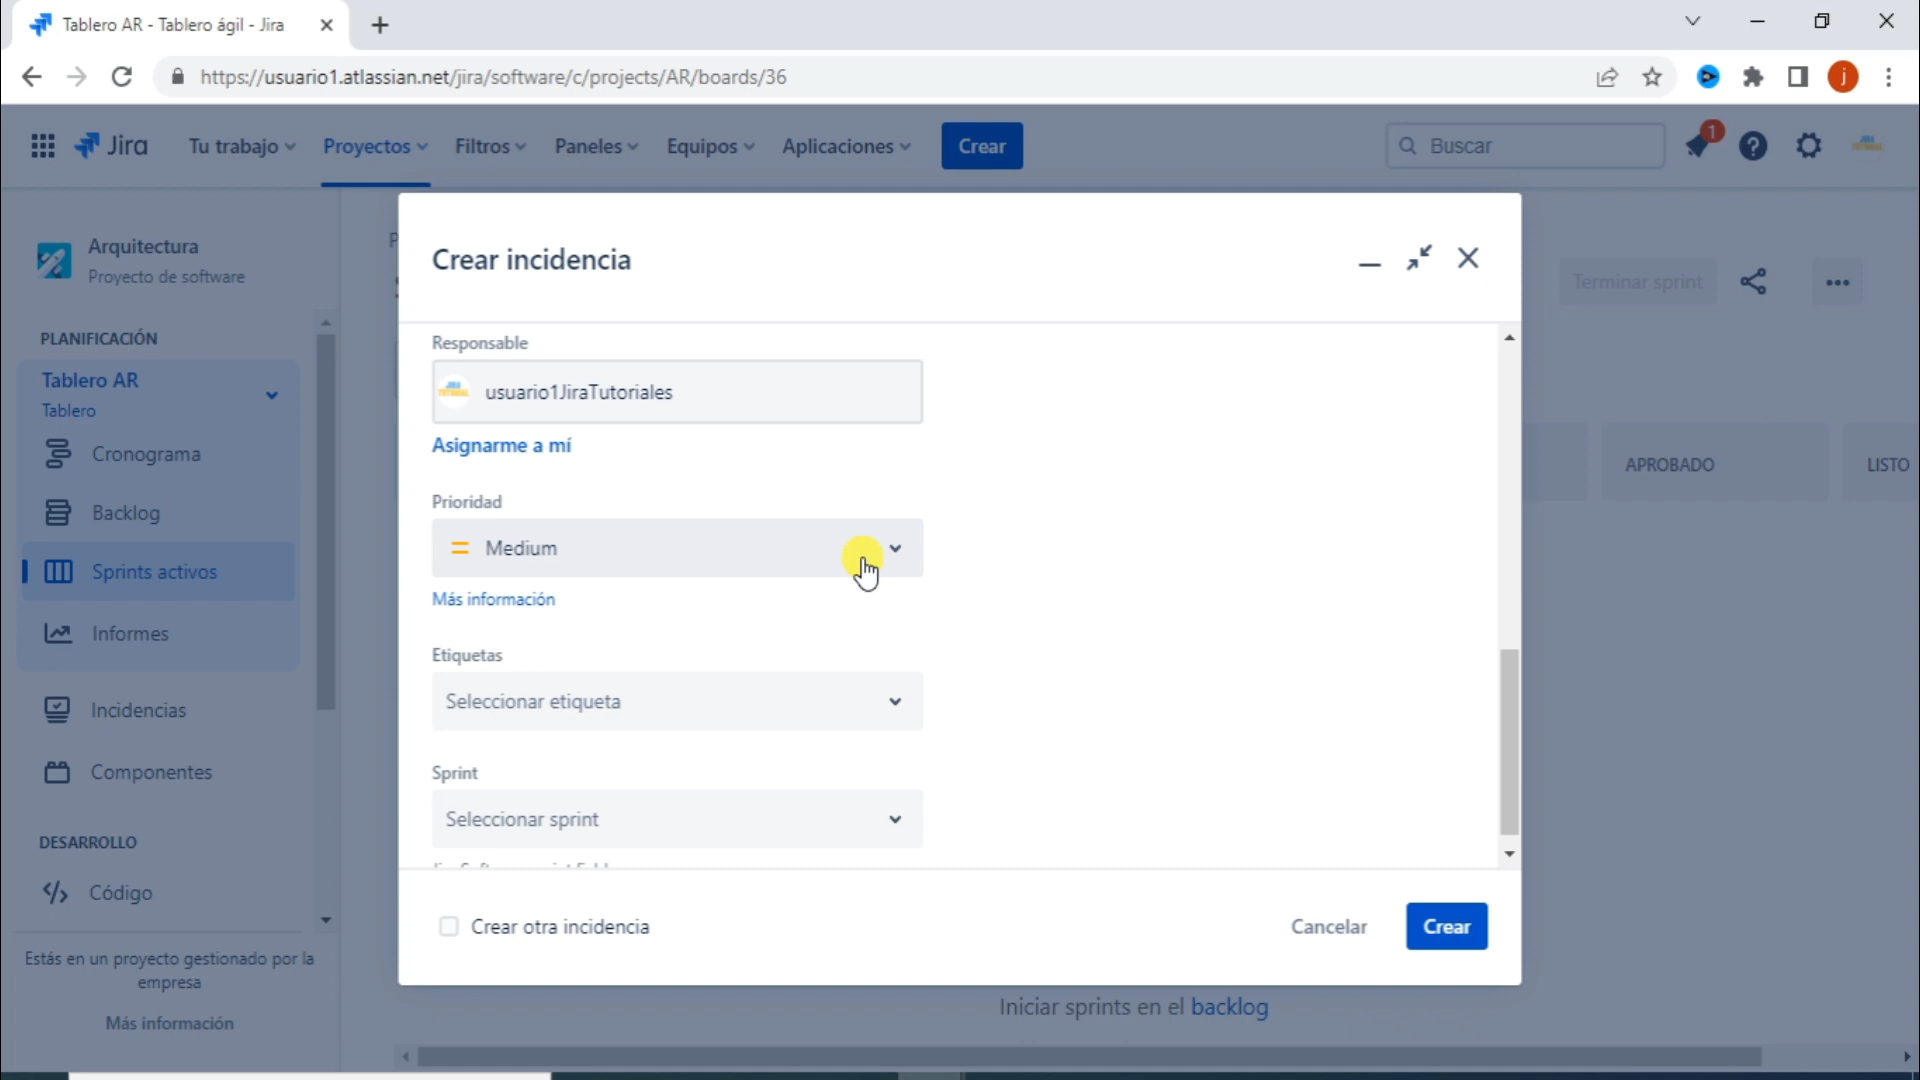 Tablero AR - Tablero ágil - Jira
https://usuario1.atlassian.net/jira/software/c/projects/AR/boards/36
j
Jira
Tu trabajo
Proyectos
Filtros
Paneles
Equipos
Aplicaciones
Crear
Buscar
1
Arquitectura
Proyecto de software
PLANIFICACIÓN
Tablero AR
Tablero
Cronograma
Backlog
Sprints activos
Informes
Incidencias
Componentes
DESARROLLO
Código
Estás en un proyecto gestionado por la
empresa
Más información
Terminar sprint
APROBADO
LISTO
Crear incidencia
Responsable
usuario1JiraTutoriales
Asignarme a mí
Prioridad
Medium
Más información
Etiquetas
Seleccionar etiqueta
Sprint
Seleccionar sprint
Crear otra incidencia
Cancelar
Crear
Iniciar sprints en el backlog